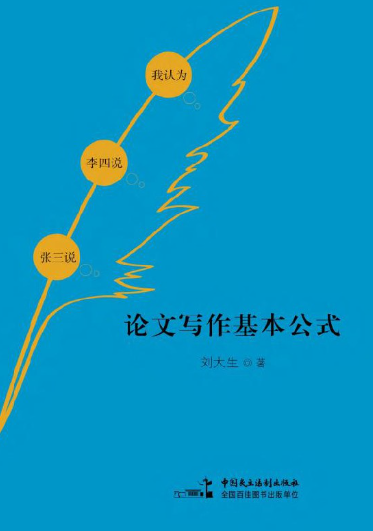 我认为
李四说
张三说
论文写作基本公式
刘大生 ◎ 著
中国民主法制出版社
全国百佳图书出版单位